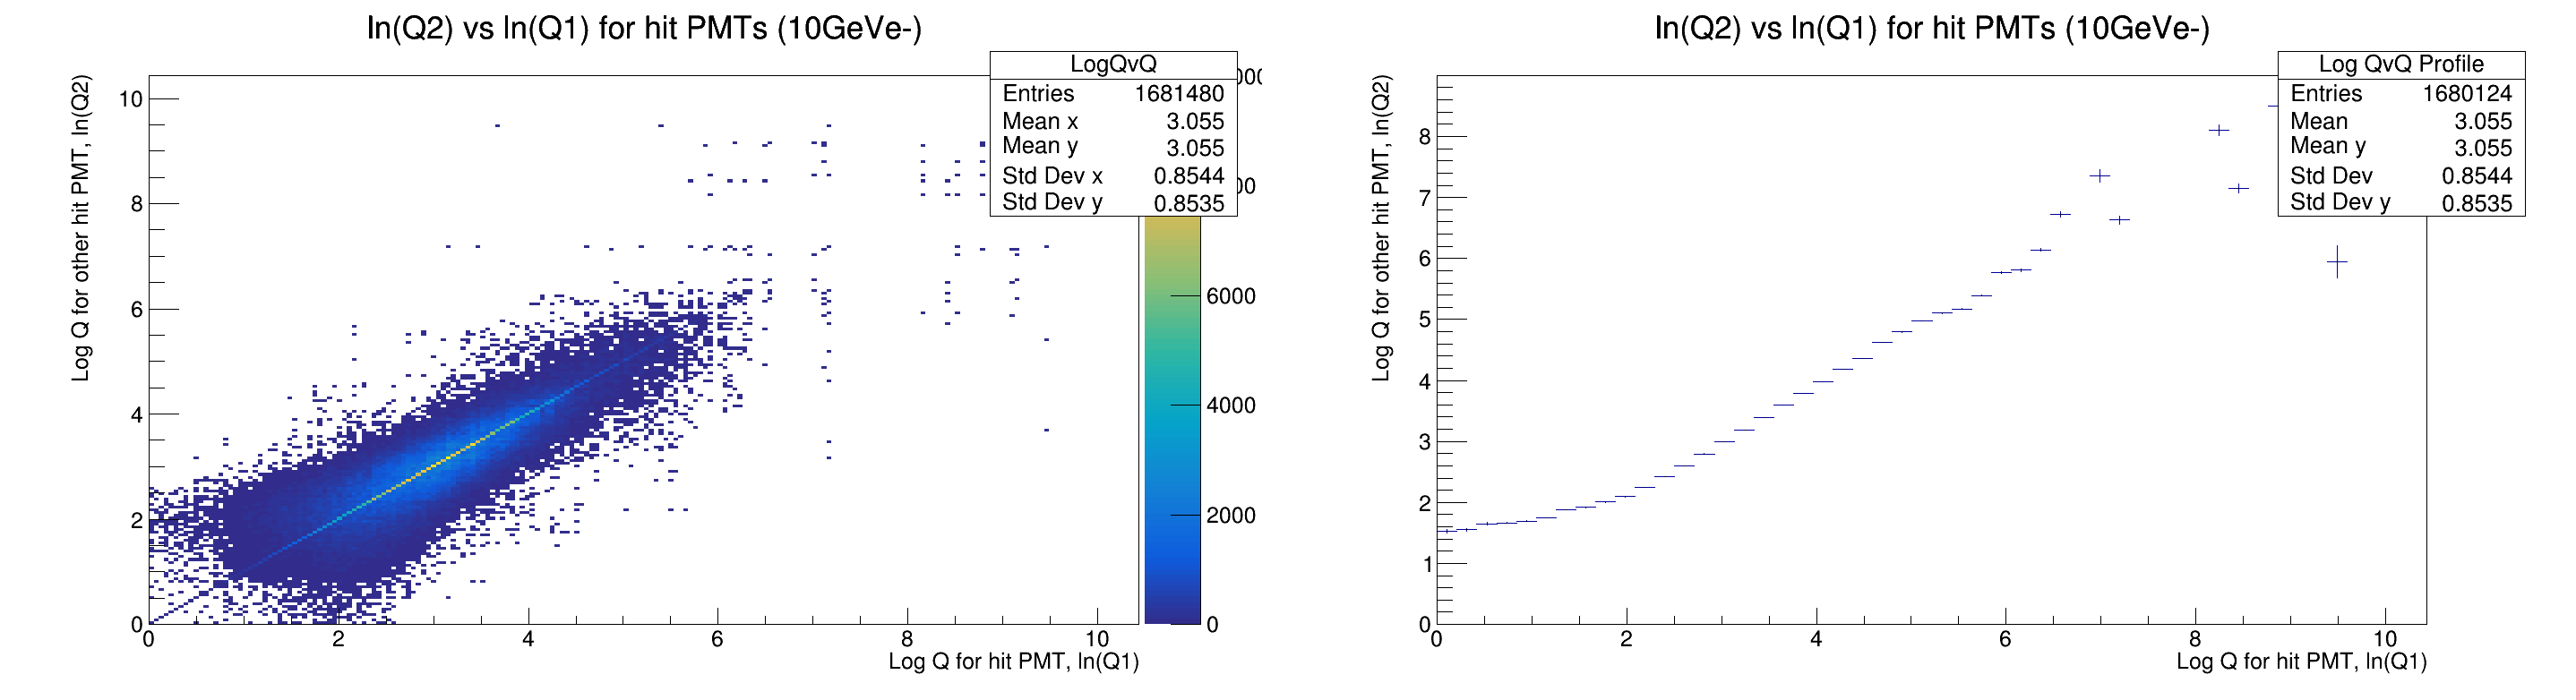 ln(Q2) vs ln(Q1) for hit PMTs (10GeVe-)
LogQvQ
Entries 1681480
Mean x 3.055
Mean y 3.055
Std Dev x 0.8544
Std Dev y 0.8535
Log Q for other hit PMT, ln(Q2)
10
8
6
4
2
0
0 2 4 6 8 10
Log Q for hit PMT, ln(Q1)
6000
4000
2000
0
ln(Q2) vs ln(Q1) for hit PMTs (10GeVe-)
Log QvQ Profile
Entries 1680124
Mean 3.055
Mean y 3.055
Std Dev 0.8544
Std Dev y 0.8535
Log Q for other hit PMT, ln(Q2)
8
7
6
5
4
3
2
1
0
0 2 4 6 8 10
Log Q for hit PMT, ln(Q1)